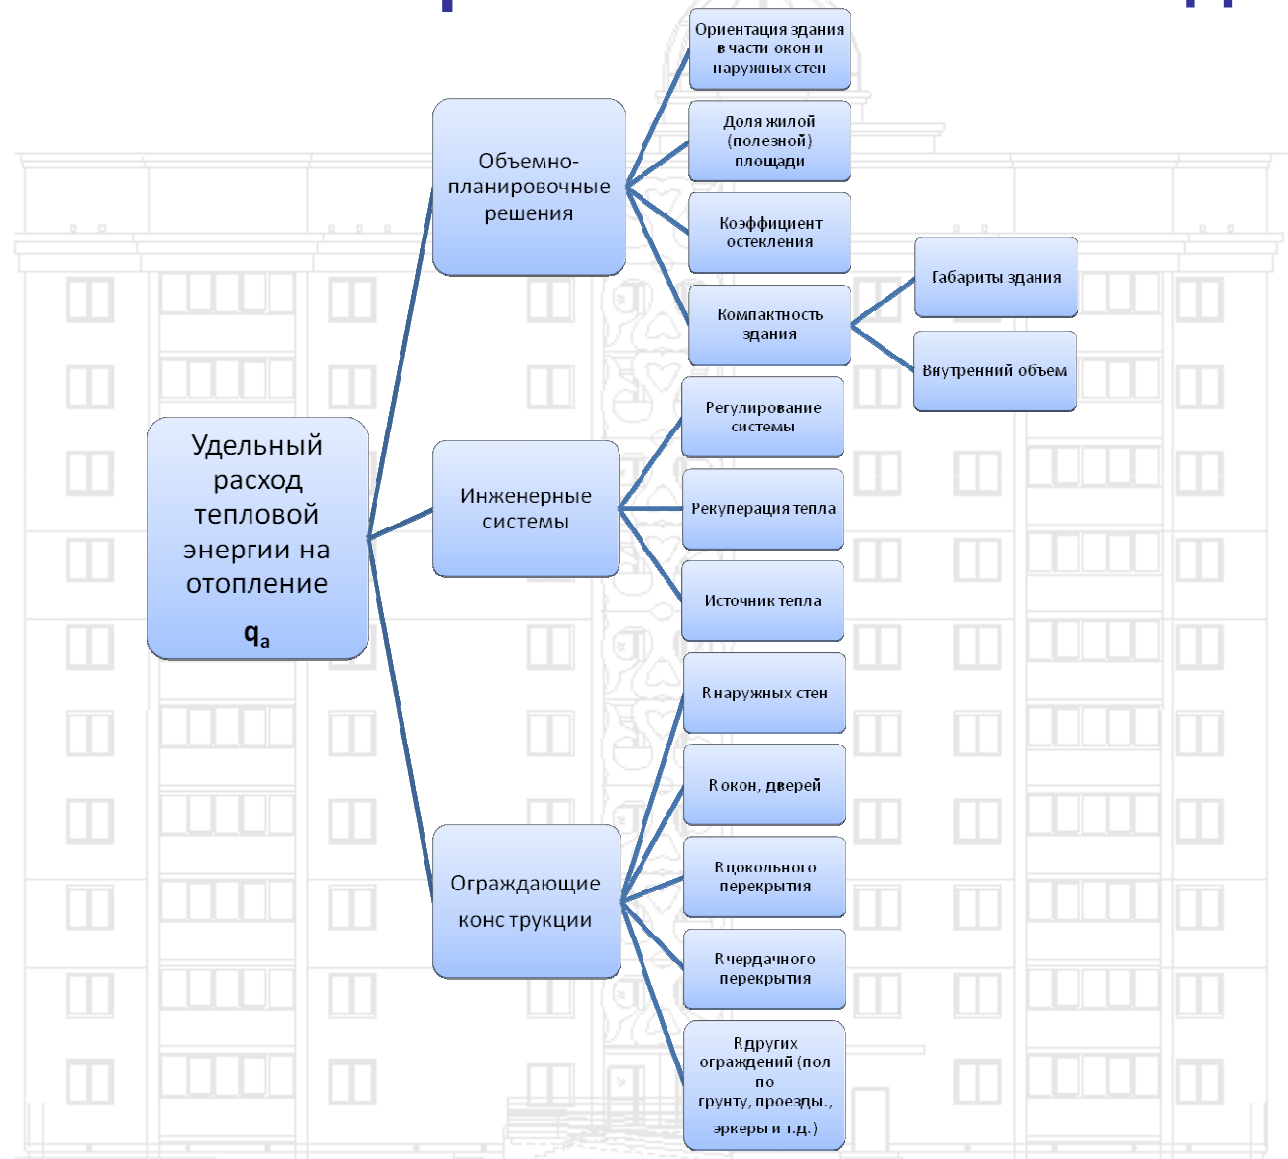 Удельный
расход
тепловой
энергии на
отопление
qa
Объемно-
планировочные
решения
Ориентация здания
в части окон и
наружных стен
Доля жилой
(полезной)
площади
Коэффициент
остекления
Компактность
здания
Габариты здания
Внутренний объем
Инженерные
системы
Регулирование
системы
Рекуперация тепла
Источник тепла
Ограждающие
конструкции
R наружных стен
R окон, дверей
R цокольного
перекрытия
R чердачного
перекрытия
R других
ограждений (пол
по
грунту, проезды.,
эркеры и т.д.)